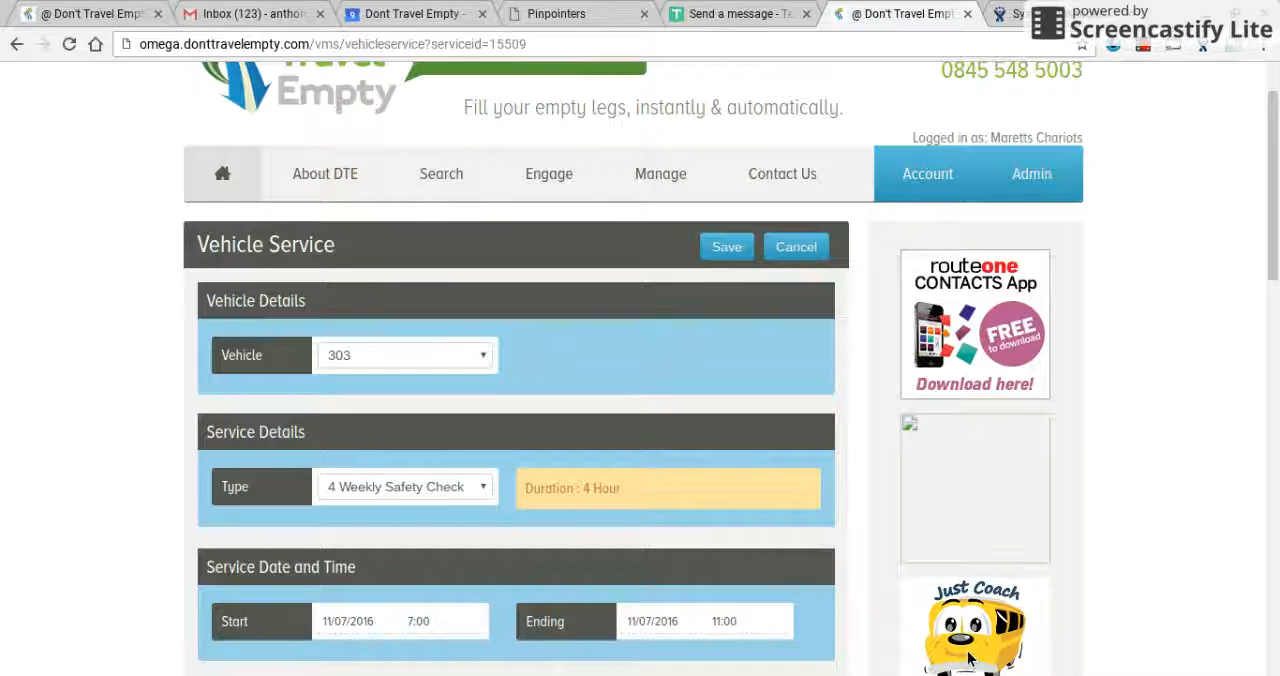 @ Don't Travel Emp
Inbox (123) - antho
Dont Travel Empty -
Pinpointers
Send a message - Te
@ Don't Travel Emp
Sy
powered by
Screencastify Lite
omega.donttravelempty.com/vms/vehicleservice?serviceid=15509
Travel
Empty
Fill your empty legs, instantly & automatically.
0845 548 5003
Logged in as: Maretts Chariots
About DTE
Search
Engage
Manage
Contact Us
Account
Admin
Vehicle Service
Save
Cancel
Vehicle Details
Vehicle
303
Service Details
Type
4 Weekly Safety Check
Duration : 4 Hour
Service Date and Time
Start
11/07/2016 7:00
Ending
11/07/2016 11:00
routeone
CONTACTS App
FREE
to download
Download here!
Just Coach